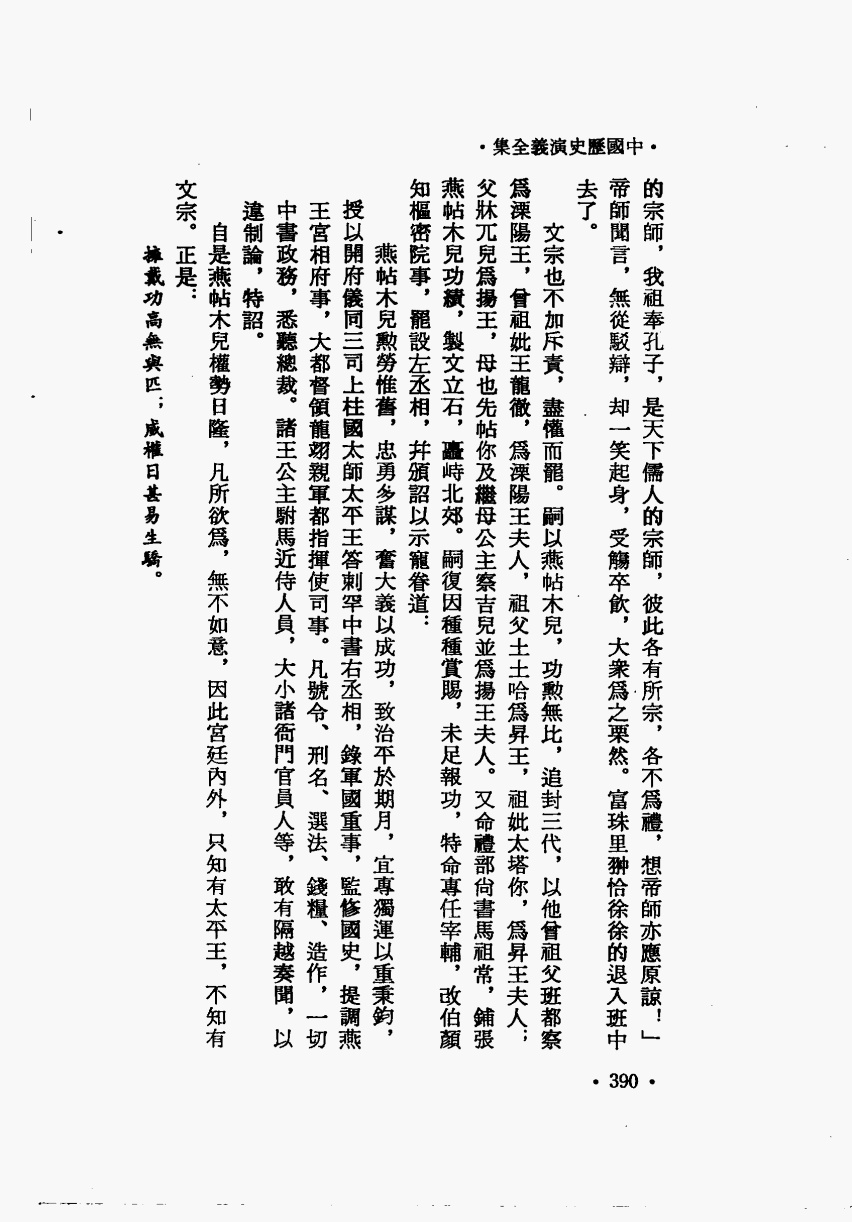 ·中國歷史演義全集·
的宗師，我祖奉孔子，是天下儒人的宗師，彼此各有所宗，各不爲禮，想帝師亦應原諒！」
帝師聞言，無從駁辯，却一笑起身，受觴卒飲，大衆爲之栗然。富珠里翀恰徐徐的退入班中
去了。
文宗也不加斥責，盡懽而罷。嗣以燕帖木兒，功勲無比，追封三代，以他曾祖父班都察
爲溧陽王，曾祖妣王龍徹，爲溧陽王夫人，祖父土土哈爲昇王，祖妣太塔你，爲昇王夫人；
父牀兀兒爲揚王，母也先帖你及繼母公主察吉兒並爲揚王夫人。又命禮部尙書馬祖常，鋪張
燕帖木兒功績，製文立石，矗峙北郊。嗣復因種種賞賜，未足報功，特命專任宰輔，改伯顏
知樞密院事，罷設左丞相，幷頒詔以示寵眷道：
燕帖木兒勲勞惟舊，忠勇多謀，奮大義以成功，致治平於期月，宜專獨運以重秉鈞，
授以開府儀同三司上柱國太師太平王答刺罕中書右丞相，錄軍國重事，監修國史，提調燕
王宮相府事，大都督領龍翊親軍都指揮使司事。凡號令、刑名、選法、錢糧、造作，一切
中書政務，悉聽總裁。諸王公主駙馬近侍人員，大小諸衙門官員人等，敢有隔越奏聞，以
違制論，特詔。
自是燕帖木兒權勢日隆，凡所欲爲，無不如意，因此宮廷內外，只知有太平王，不知有
文宗。正是：
擁戴功高無與匹；威權日甚易生驕。
·390·